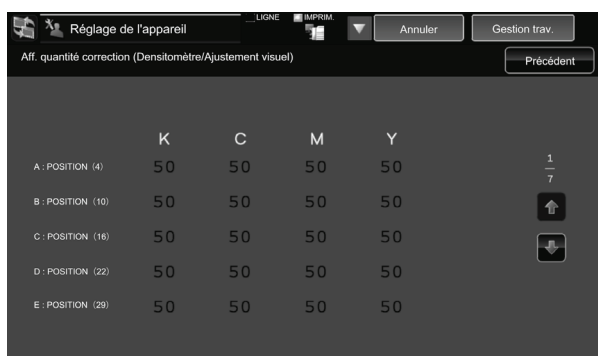 Réglage de l'appareil
LIGNE
IMPRIM.
Annuler
Gestion trav.
Aff. quantité correction (Densitomètre/Ajustement visuel)
Précédent
K C M Y
A : POSITION (4) 50 50 50 50
1
7
B : POSITION (10) 50 50 50 50
C : POSITION (16) 50 50 50 50
D : POSITION (22) 50 50 50 50
E : POSITION (29) 50 50 50 50